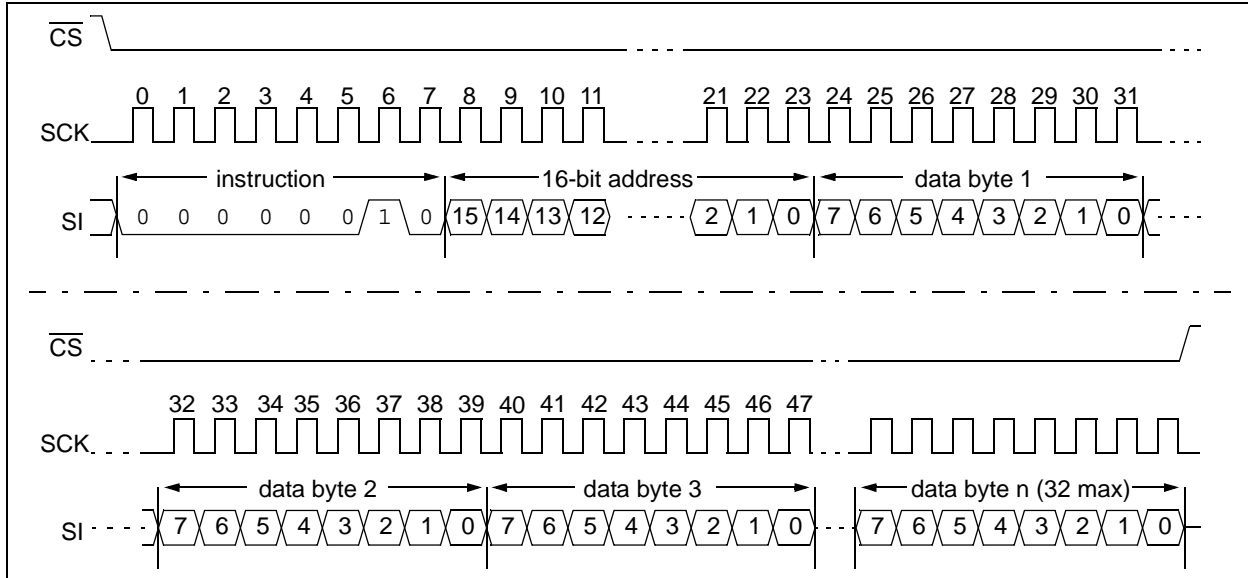 CS
0 1 2 3 4 5 6 7 8 9 10 11 21 22 23 24 25 26 27 28 29 30 31
SCK
instruction 16-bit address data byte 1
SI 0 0 0 0 0 0 1 0 15 14 13 12 2 1 0 7 6 5 4 3 2 1 0
CS
32 33 34 35 36 37 38 39 40 41 42 43 44 45 46 47
SCK
data byte 2 data byte 3 data byte n (32 max)
SI 7 6 5 4 3 2 1 0 7 6 5 4 3 2 1 0 7 6 5 4 3 2 1 0